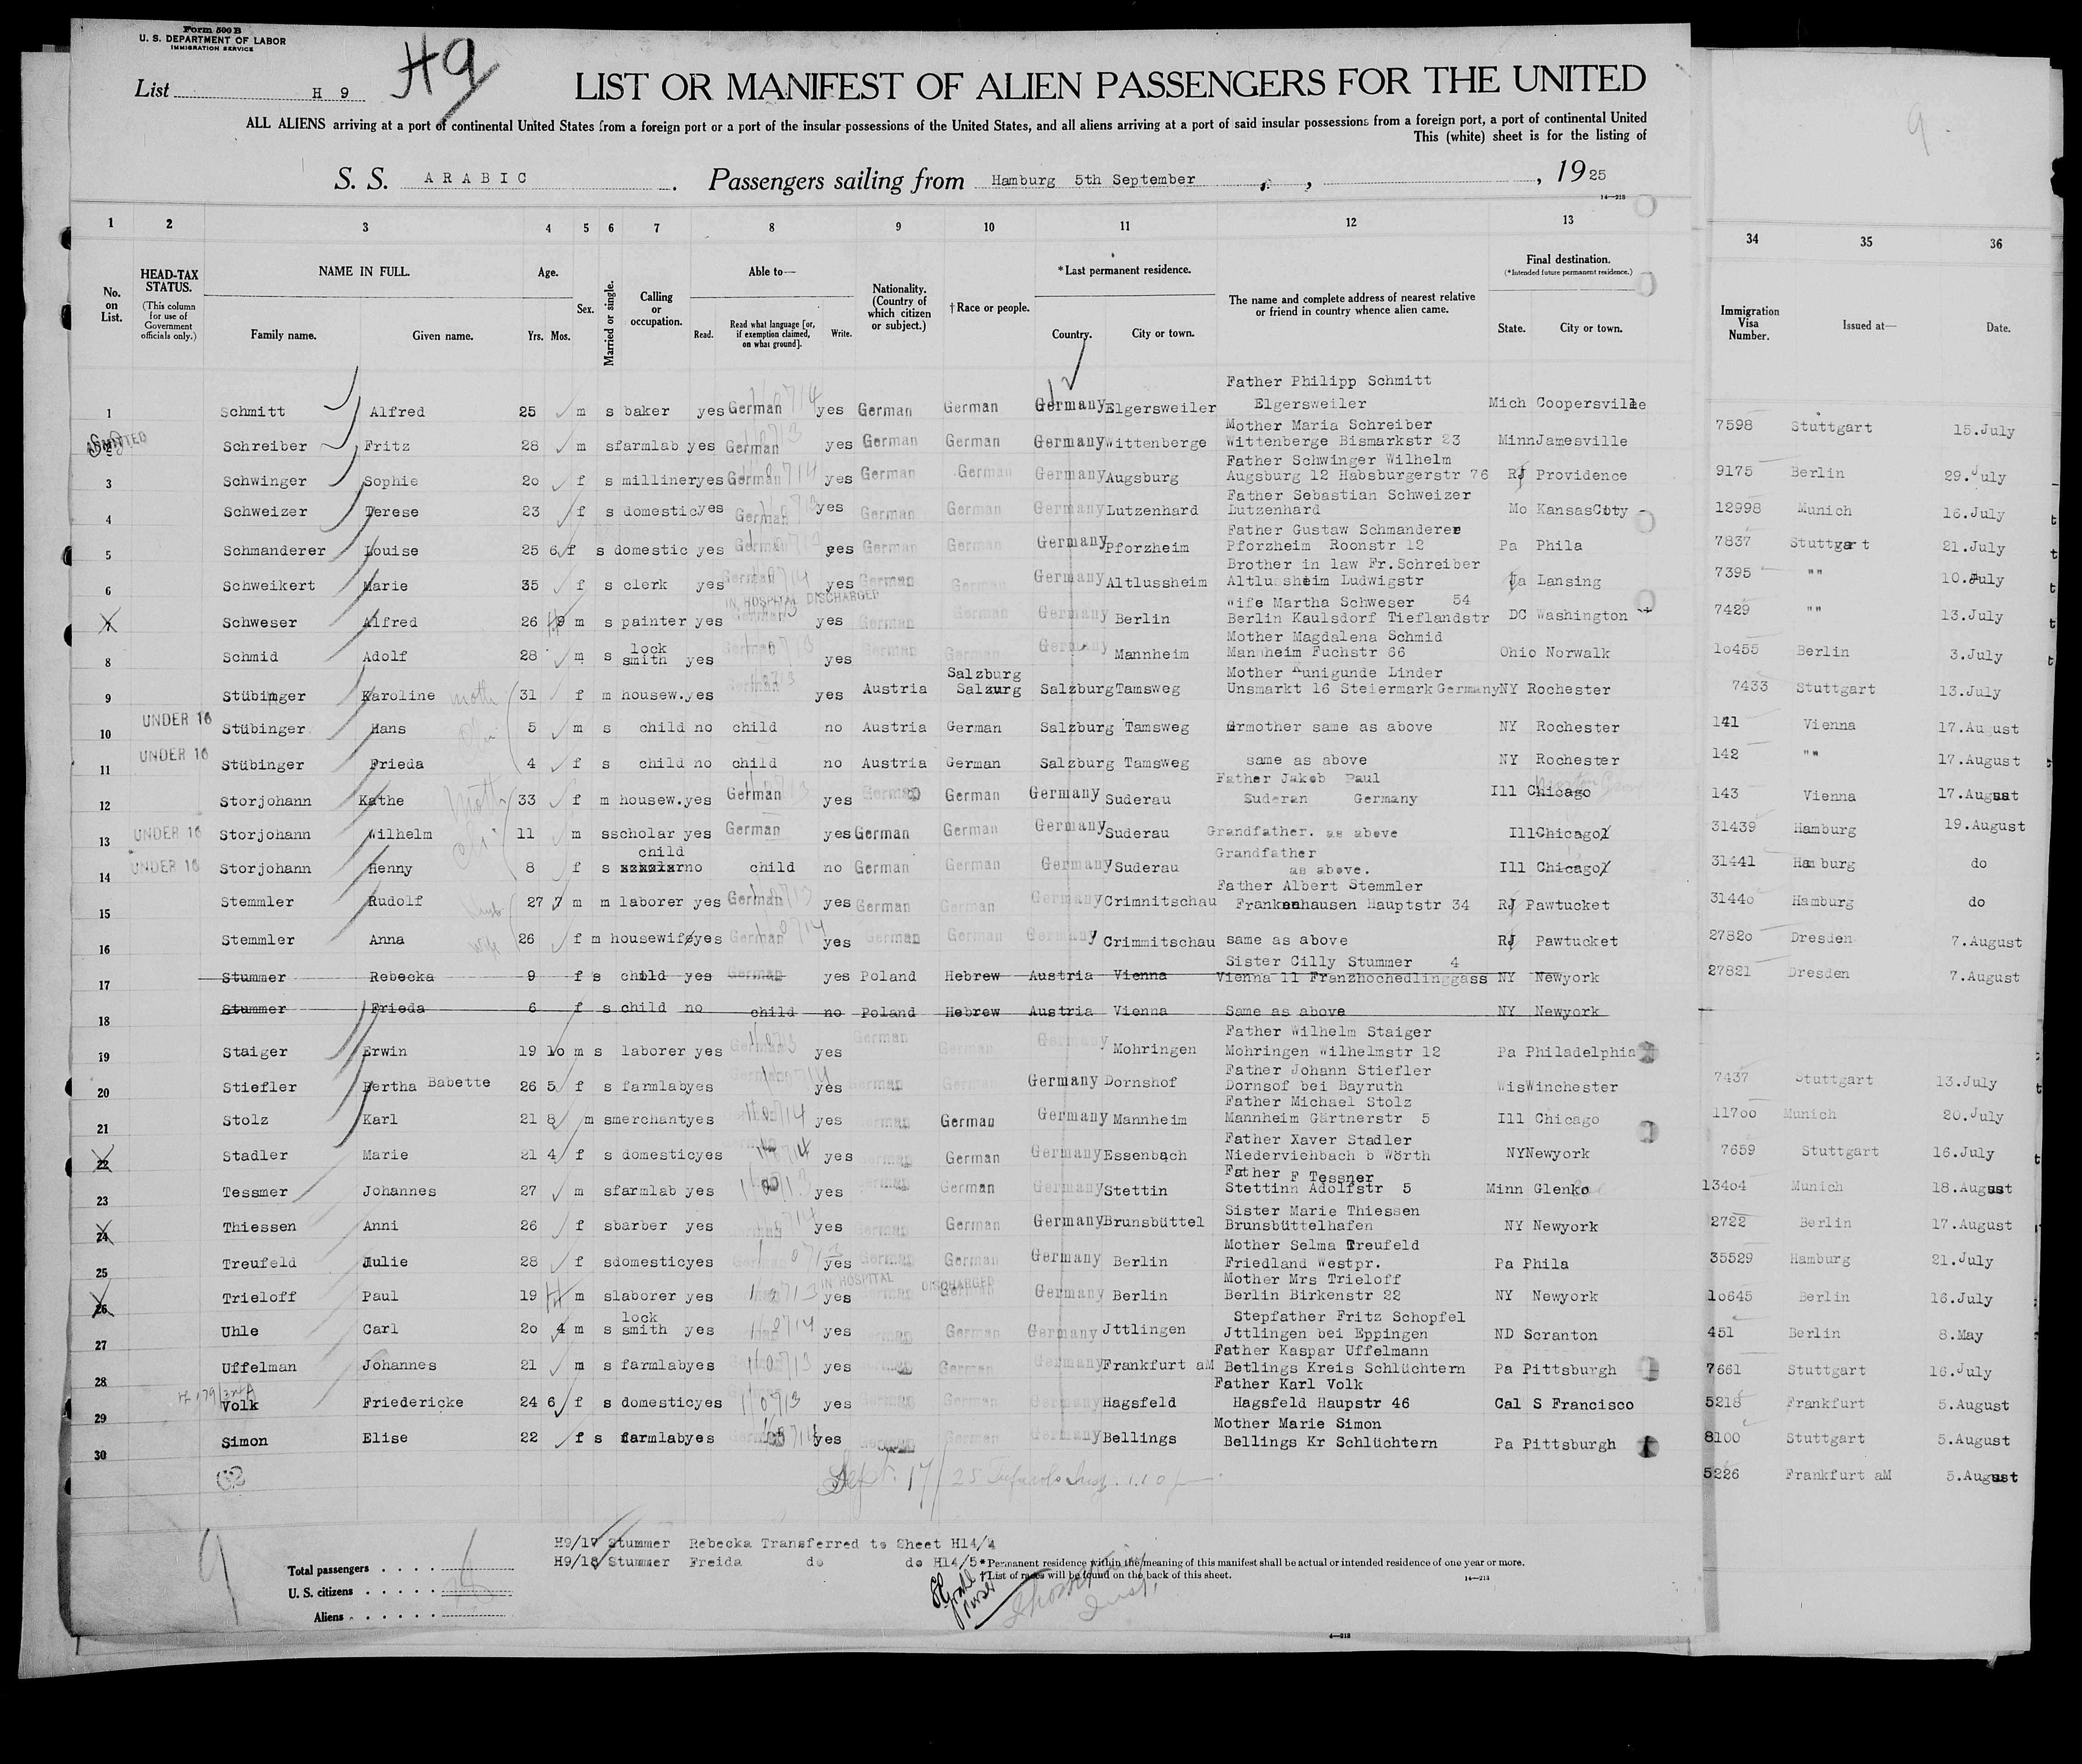 Form 500 B
U. S. DEPARTMENT OF LABOR
IMMIGRATION SERVICE
H9
List H 9
LIST OR MANIFEST OF ALIEN PASSENGERS FOR THE UNITED
ALL ALIENS arriving at a port of continental United States from a foreign port or a port of the insular possessions of the United States, and all aliens arriving at a port of said insular possessions from a foreign port, a port of continental United
This (white) sheet is for the listing of
9
S. S. ARABIC. Passengers sailing from Hamburg 5th September , , 1925
14—213
1 2 3 4 5 6 7 8 9 10 11 12 13 34 35 36
No. on List.
HEAD-TAX STATUS.
(This column for use of Government officials only.)
NAME IN FULL.
Family name. Given name.
Age.
Yrs. Mos.
Sex.
Married or single.
Calling or occupation.
Able to—
Read. Read what language [or, if exemption claimed, on what ground]. Write.
Nationality. (Country of which citizen or subject.)
†Race or people.
*Last permanent residence.
Country. City or town.
The name and complete address of nearest relative or friend in country whence alien came.
Final destination.
(*Intended future permanent residence.)
State. City or town.
Immigration Visa Number.
Issued at—
Date.
Father Philipp Schmitt
1 Schmitt Alfred 25 m s baker yes German yes German German Germany Elgersweiler Elgersweiler Mich Coopersville
Mother Maria Schreiber 7598 Stuttgart 15.July
ADMITTED
2 Schreiber Fritz 28 m s farmlab yes German yes German German Germany Wittenberge Wittenberge Bismarkstr 23 Minn Jamesville
Father Schwinger Wilhelm 9175 Berlin 29.July
3 Schwinger Sophie 20 f s milliner yes German yes German German Germany Augsburg Augsburg 12 Habsburgerstr 76 RJ Providence
Father Sebastian Schweizer 12998 Munich 16.July
4 Schweizer Terese 23 f s domestic yes German yes German German Germany Lutzenhard Lutzenhard Mo KansasCity
Father Gustaw Schmanderer 7837 Stuttgart 21.July
5 Schmanderer Louise 25 6 f s domestic yes German yes German German Germany Pforzheim Pforzheim Roonstr 12 Pa Phila
Brother in law Fr.Schreiber 7395 "" 10.July
6 Schweikert Marie 35 f s clerk yes German yes German German Germany Altlussheim Altlussheim Ludwigstr Ja Lansing
IN HOSPITAL DISCHARGED
Wife Martha Schweser 54 7429 "" 13.July
7 Schweser Alfred 26 9 m s painter yes German yes German German Germany Berlin Berlin Kaulsdorf Tieflandstr DC Washington
Mother Magdalena Schmid 10455 Berlin 3.July
8 Schmid Adolf 28 m s lock smith yes German yes German German Germany Mannheim Mannheim Fuchstr 66 Ohio Norwalk
Salzburg Mother Kunigunde Linder 7433 Stuttgart 13.July
9 Stübinger Karoline 31 f m housew. yes German yes Austria Salzurg Salzburg Tamsweg Unsmarkt 16 Steiermark Germany NY Rochester
141 Vienna 17.August
UNDER 16
10 Stübinger Hans 5 m s child no child no Austria German Salzburg Tamsweg Grmother same as above NY Rochester
142 "" 17.August
UNDER 16
11 Stübinger Frieda 4 f s child no child no Austria German Salzburg Tamsweg same as above NY Rochester
Father Jakob Paul Morton Grove
12 Storjohann Kathe 33 f m housew. yes German yes German German Germany Suderau Suderan Germany Ill Chicago
143 Vienna 17.August
UNDER 16
13 Storjohann Wilhelm 11 m s scholar yes German yes German German Germany Suderau Grandfather. as above Ill Chicago
31439 Hamburg 19.August
child Grandfather
UNDER 16
14 Storjohann Henny 8 f s scholar no child no German German Germany Suderau as above. Ill Chicago
31441 Hamburg do
Father Albert Stemmler
15 Stemmler Rudolf 27 7 m m laborer yes German yes German German Germany Crimnitschau Frankenhausen Hauptstr 34 RJ Pawtucket
31440 Hamburg do
16 Stemmler Anna 26 f m housewife yes German yes German German Germany Crimmitschau same as above RJ Pawtucket
27820 Dresden 7.August
Sister Cilly Stummer 4
17 Stummer Rebecka 9 f s child yes German yes Poland Hebrew Austria Vienna Vienna 11 Franzhochedlinggass NY Newyork
27821 Dresden 7.August
18 Stummer Frieda 6 f s child no child no Poland Hebrew Austria Vienna Same as above NY Newyork
Father Wilhelm Staiger
19 Staiger Erwin 19 10 m s laborer yes German yes German German Germany Mohringen Mohringen Wilhelmstr 12 Pa Philadelphia
Father Johann Stiefler 7437 Stuttgart 13.July
20 Stiefler Bertha Babette 26 5 f s farmlab yes German yes German German Germany Dornshof Dornsof bei Bayruth Wis Winchester
Father Michael Stolz 11700 Munich 20.July
21 Stolz Karl 21 8 m s merchant yes German yes German German Germany Mannheim Mannheim Gärtnerstr 5 Ill Chicago
Father Xaver Stadler 7659 Stuttgart 16.July
22 Stadler Marie 21 4 f s domestic yes German yes German German Germany Essenbach Niedervichbach b Wörth NY Newyork
Father F Tessner 13404 Munich 18.August
23 Tessmer Johannes 27 m s farmlab yes yes German German Germany Stettin Stettinn Adolfstr 5 Minn Glenko
Sister Marie Thiessen 2722 Berlin 17.August
24 Thiessen Anni 26 f s barber yes German yes German German Germany Brunsbüttel Brunsbüttelhafen NY Newyork
Mother Selma Treufeld 35529 Hamburg 21.July
25 Treufeld Julie 28 f s domestic yes German yes German German Germany Berlin Friedland Westpr. Pa Phila
IN HOSPITAL DISCHARGED
Mother Mrs Trieloff 10645 Berlin 16.July
26 Trieloff Paul 19 m s laborer yes German yes German German Germany Berlin Berlin Birkenstr 22 NY Newyork
Stepfather Fritz Schopfel
27 Uhle Carl 20 4 m s lock smith yes German yes German Germany Jttlingen Jttlingen bei Eppingen ND Scranton
451 Berlin 8.May
Father Kaspar Uffelmann
28 Uffelman Johannes 21 m s farmlab yes German yes German German Germany Frankfurt aM Betlings Kreis Schlüchtern Pa Pittsburgh
7661 Stuttgart 16.July
Father Karl Volk
29 Volk Friedericke 24 6 f s domestic yes German yes German German Germany Hagsfeld Hagsfeld Haupstr 46 Cal S Francisco
5218 Frankfurt 5.August
Mother Marie Simon
30 Simon Elise 22 f s farmlab yes German yes German German Germany Bellings Bellings Kr Schlüchtern Pa Pittsburgh
8100 Stuttgart 5.August
5226 Frankfurt aM 5.August
Sept. 17/25
9
H9/17 Stummer Rebecka Transferred to Sheet H14/4
H9/18 Stummer Freida do do H14/5
*Permanent residence within the meaning of this manifest shall be actual or intended residence of one year or more.
†List of races will be found on the back of this sheet.
14—213
Total passengers
U. S. citizens
Aliens